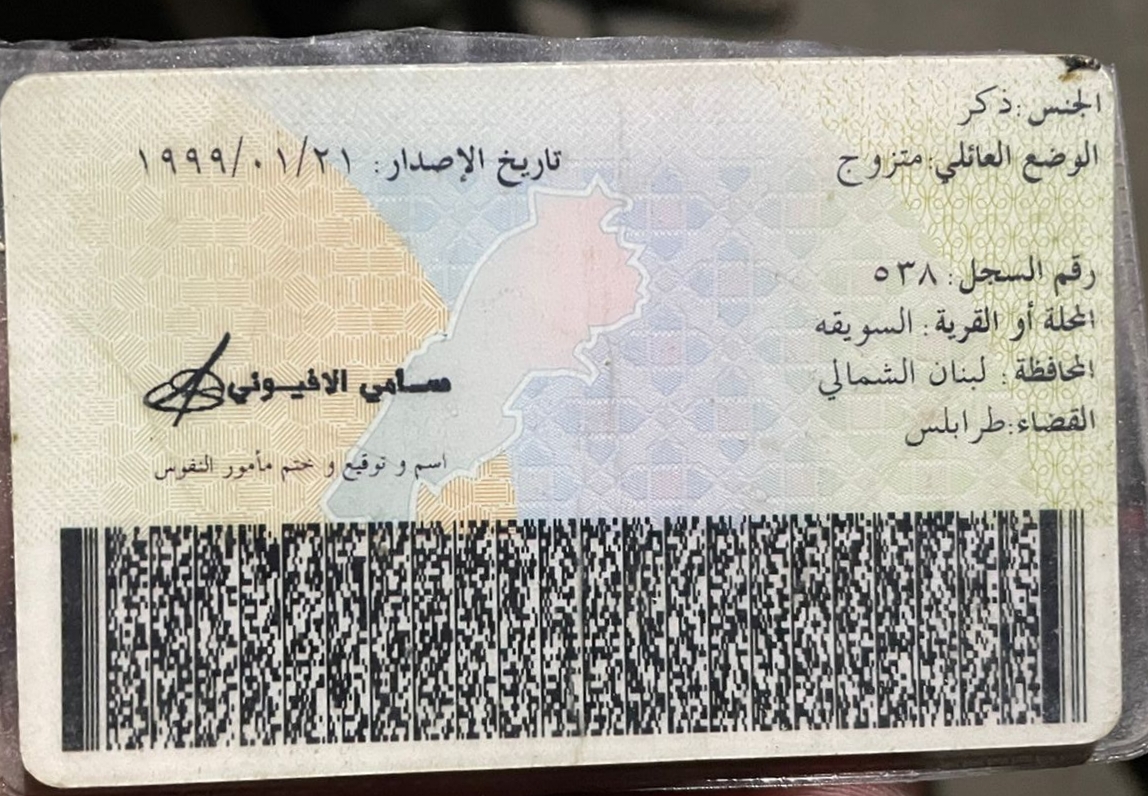 الجنس: ذكر
الوضع العائلي: متزوج
تاريخ الإصدار: ١٩٩٩/٠١/٢١
رقم السجل: ٥٣٨
المحلة أو القرية: السويقه
المحافظة: لبنان الشمالي
القضاء: طرابلس
سامي الافيوني
اسم و توقيع و ختم مأمور النفوس